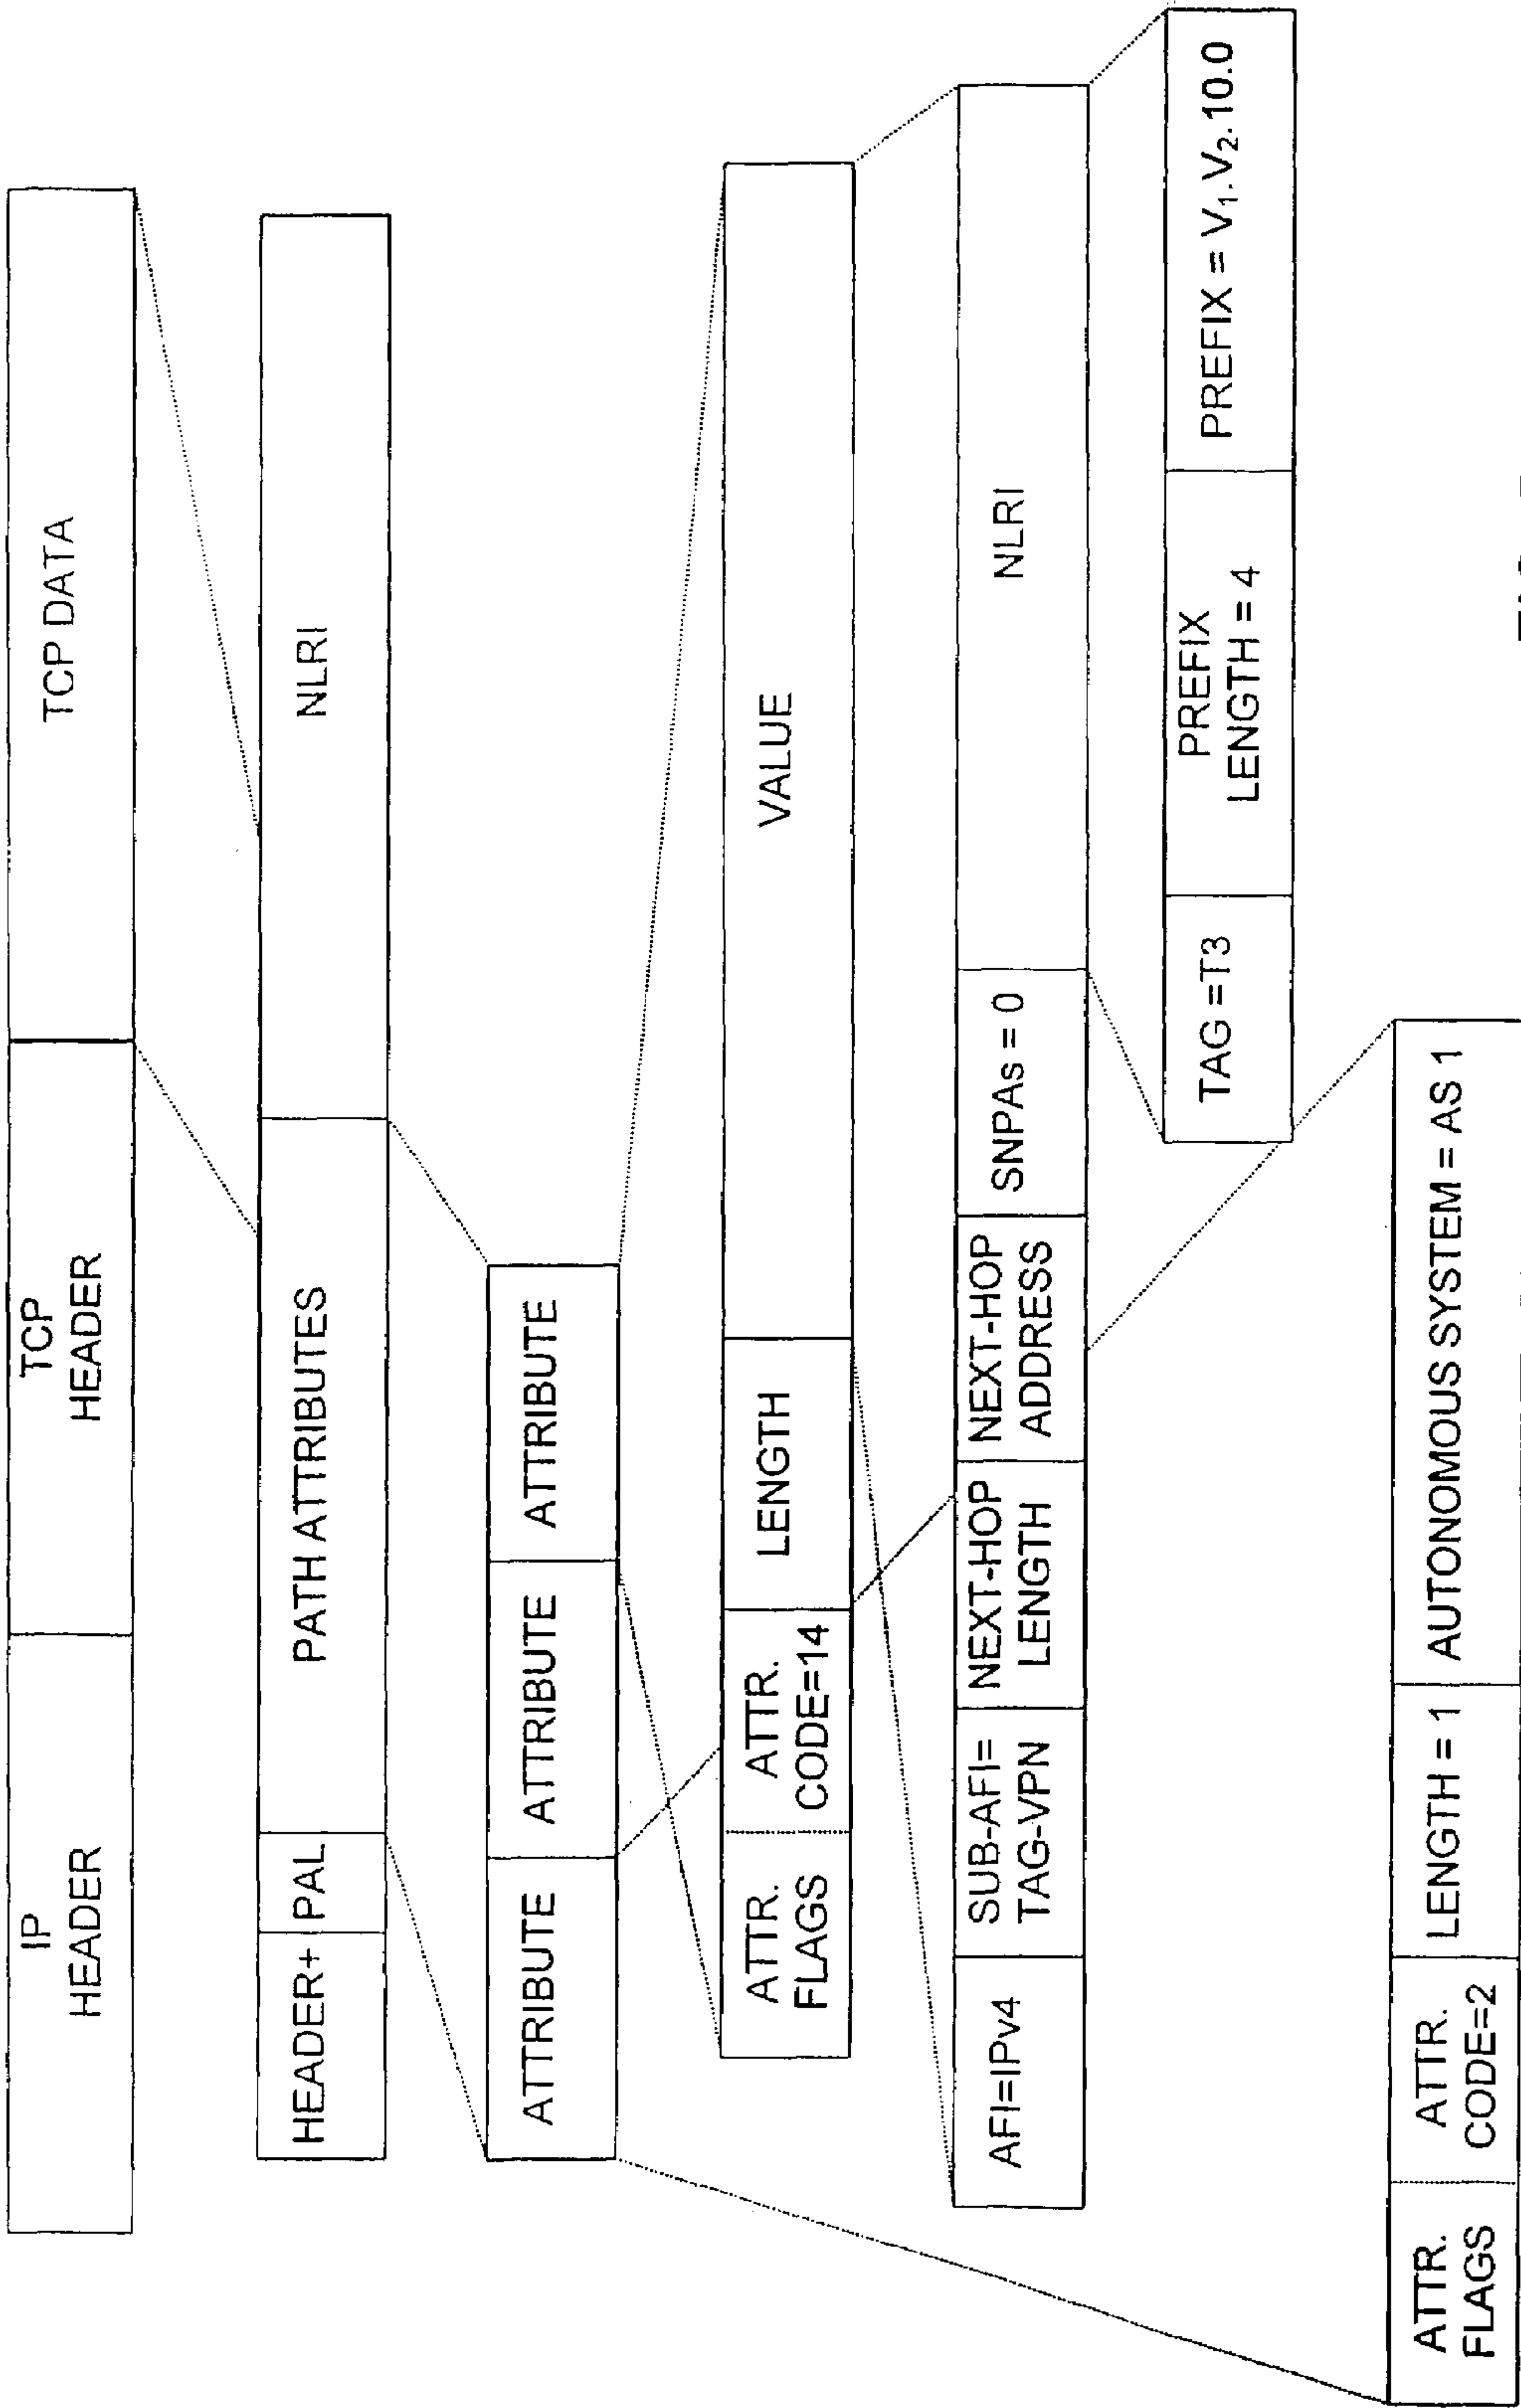 IP
HEADER
TCP
HEADER
TCP DATA
HEADER+
PAL
PATH ATTRIBUTES
NLRI
ATTRIBUTE
ATTRIBUTE
ATTRIBUTE
ATTR.
FLAGS
ATTR.
CODE=14
LENGTH
VALUE
AFI=IPv4
SUB-AFI=
TAG-VPN
NEXT-HOP
LENGTH
NEXT-HOP
ADDRESS
SNPAs = 0
NLRI
TAG =T3
PREFIX
LENGTH = 4
PREFIX = V₁.V₂.10.0
ATTR.
FLAGS
ATTR.
CODE=2
LENGTH = 1
AUTONOMOUS SYSTEM = AS 1